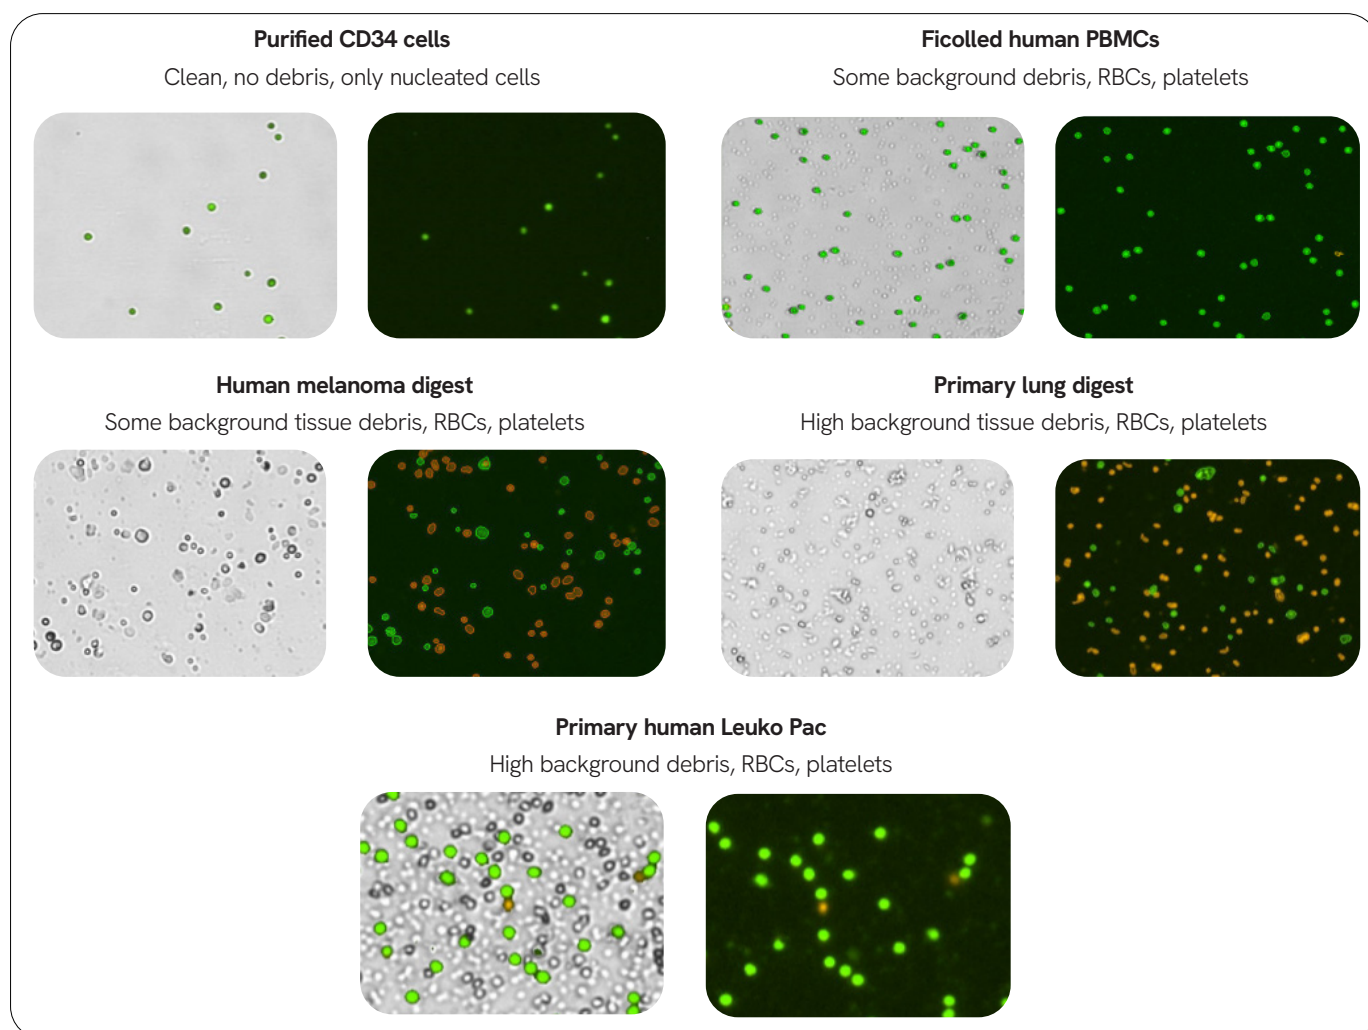 Purified CD34 cells
Clean, no debris, only nucleated cells
Ficolled human PBMCs
Some background debris, RBCs, platelets
Human melanoma digest
Some background tissue debris, RBCs, platelets
Primary lung digest
High background tissue debris, RBCs, platelets
Primary human Leuko Pac
High background debris, RBCs, platelets